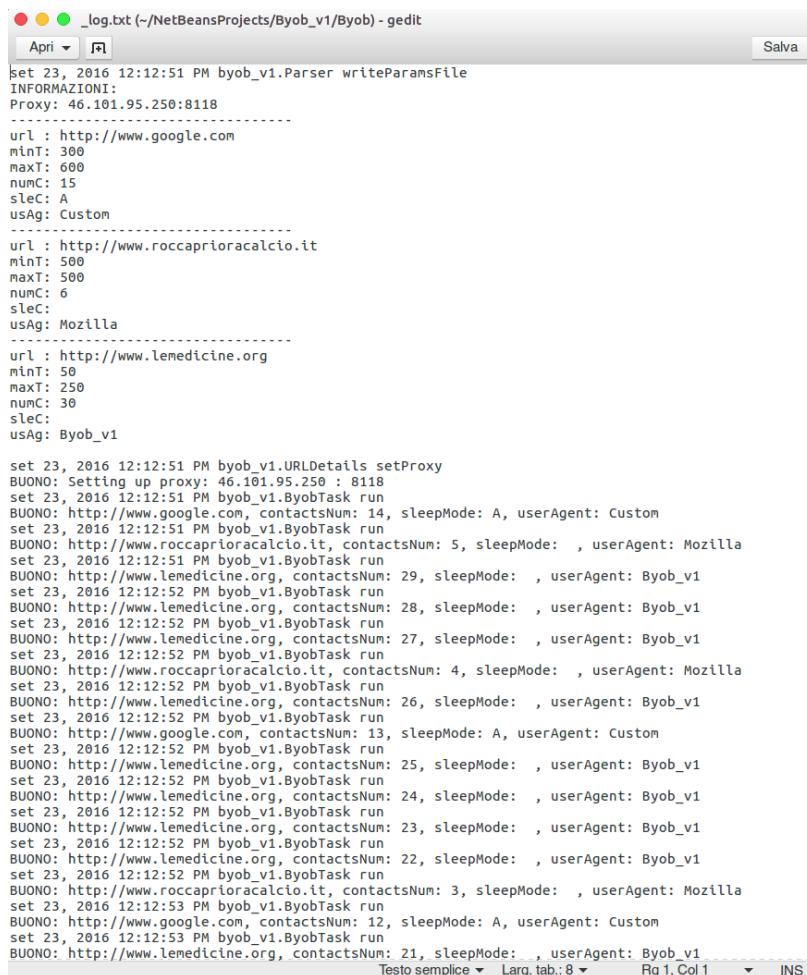 _log.txt (~/NetBeansProjects/Byob_v1/Byob) - gedit
Apri
Salva
set 23, 2016 12:12:51 PM byob_v1.Parser writeParamsFile
INFORMAZIONI:
Proxy: 46.101.95.250:8118
----------------------------------
url : http://www.google.com
minT: 300
maxT: 600
numC: 15
sleC: A
usAg: Custom
----------------------------------
url : http://www.roccaprioracalcio.it
minT: 500
maxT: 500
numC: 6
sleC:
usAg: Mozilla
----------------------------------
url : http://www.lemedicine.org
minT: 50
maxT: 250
numC: 30
sleC:
usAg: Byob_v1
set 23, 2016 12:12:51 PM byob_v1.URLDetails setProxy
BUONO: Setting up proxy: 46.101.95.250 : 8118
set 23, 2016 12:12:51 PM byob_v1.ByobTask run
BUONO: http://www.google.com, contactsNum: 14, sleepMode: A, userAgent: Custom
set 23, 2016 12:12:51 PM byob_v1.ByobTask run
BUONO: http://www.roccaprioracalcio.it, contactsNum: 5, sleepMode:  , userAgent: Mozilla
set 23, 2016 12:12:51 PM byob_v1.ByobTask run
BUONO: http://www.lemedicine.org, contactsNum: 29, sleepMode:  , userAgent: Byob_v1
set 23, 2016 12:12:52 PM byob_v1.ByobTask run
BUONO: http://www.lemedicine.org, contactsNum: 28, sleepMode:  , userAgent: Byob_v1
set 23, 2016 12:12:52 PM byob_v1.ByobTask run
BUONO: http://www.lemedicine.org, contactsNum: 27, sleepMode:  , userAgent: Byob_v1
set 23, 2016 12:12:52 PM byob_v1.ByobTask run
BUONO: http://www.roccaprioracalcio.it, contactsNum: 4, sleepMode:  , userAgent: Mozilla
set 23, 2016 12:12:52 PM byob_v1.ByobTask run
BUONO: http://www.lemedicine.org, contactsNum: 26, sleepMode:  , userAgent: Byob_v1
set 23, 2016 12:12:52 PM byob_v1.ByobTask run
BUONO: http://www.google.com, contactsNum: 13, sleepMode: A, userAgent: Custom
set 23, 2016 12:12:52 PM byob_v1.ByobTask run
BUONO: http://www.lemedicine.org, contactsNum: 25, sleepMode:  , userAgent: Byob_v1
set 23, 2016 12:12:52 PM byob_v1.ByobTask run
BUONO: http://www.lemedicine.org, contactsNum: 24, sleepMode:  , userAgent: Byob_v1
set 23, 2016 12:12:52 PM byob_v1.ByobTask run
BUONO: http://www.lemedicine.org, contactsNum: 23, sleepMode:  , userAgent: Byob_v1
set 23, 2016 12:12:52 PM byob_v1.ByobTask run
BUONO: http://www.lemedicine.org, contactsNum: 22, sleepMode:  , userAgent: Byob_v1
set 23, 2016 12:12:52 PM byob_v1.ByobTask run
BUONO: http://www.roccaprioracalcio.it, contactsNum: 3, sleepMode:  , userAgent: Mozilla
set 23, 2016 12:12:53 PM byob_v1.ByobTask run
BUONO: http://www.google.com, contactsNum: 12, sleepMode: A, userAgent: Custom
set 23, 2016 12:12:53 PM byob_v1.ByobTask run
BUONO: http://www.lemedicine.org, contactsNum: 21, sleepMode:  , userAgent: Byob_v1
Testo semplice
Larg. tab.: 8
Rg 1, Col 1
INS